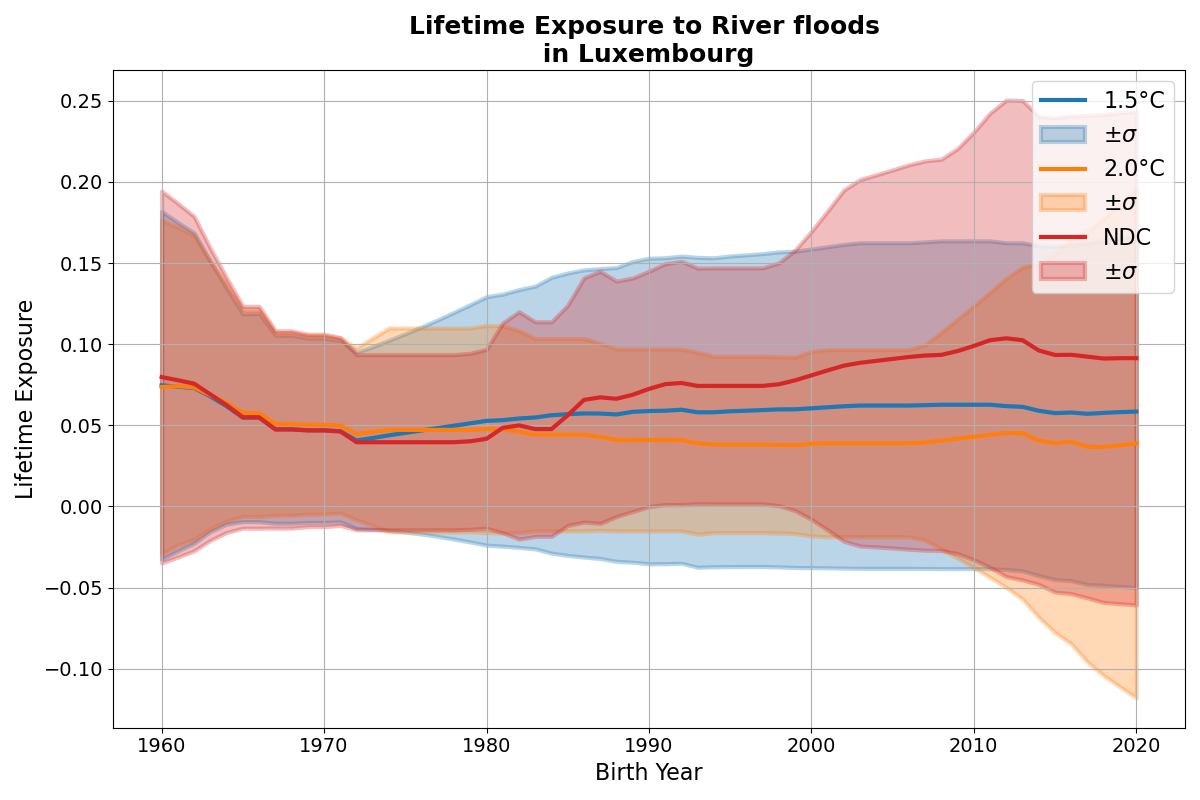 Lifetime Exposure to River floods
in Luxembourg
Lifetime Exposure
0.25
0.20
0.15
0.10
0.05
0.00
−0.05
−0.10
1960
1970
1980
1990
2000
2010
2020
Birth Year
1.5°C
±σ
2.0°C
±σ
NDC
±σ